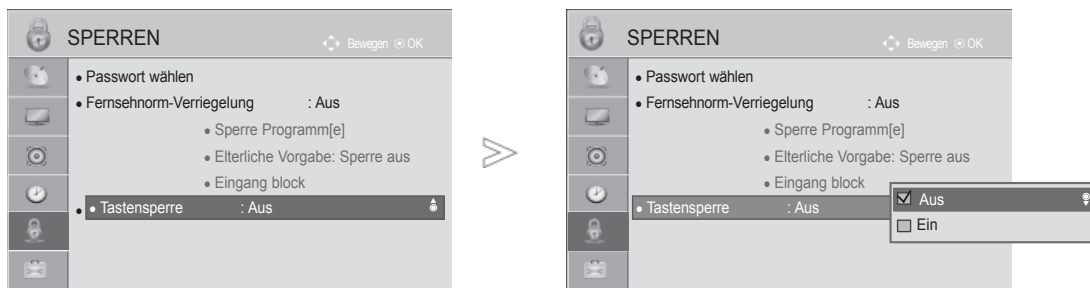 SPERREN
Bewegen OK
• Passwort wählen
• Fernsehnorm-Verriegelung : Aus
• Sperre Programm[e]
• Elterliche Vorgabe: Sperre aus
• Eingang block
• • Tastensperre : Aus
SPERREN
Bewegen OK
• Passwort wählen
• Fernsehnorm-Verriegelung : Aus
• Sperre Programm[e]
• Elterliche Vorgabe: Sperre aus
• Eingang block
• Tastensperre : Aus
Aus
Ein